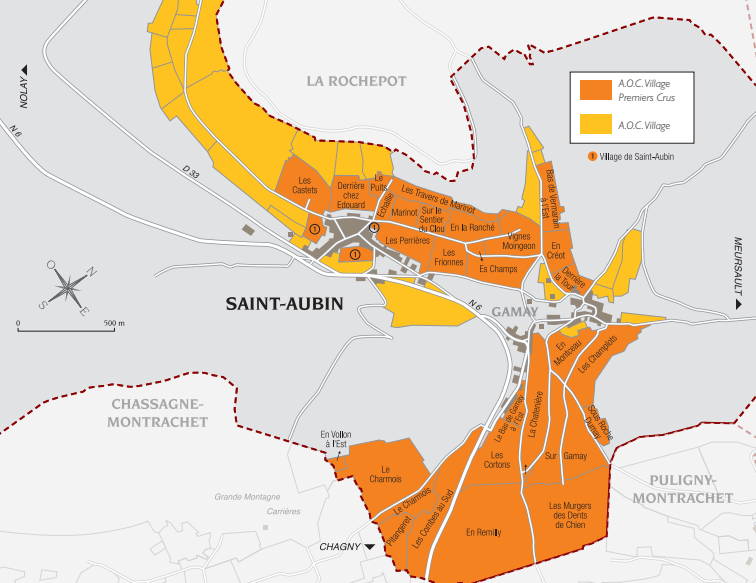 LA ROCHEPOT
A.O.C. Village
Premiers Crus
A.O.C. Village
1 Village de Saint-Aubin
NOLAY
N 6
D 33
Les
Castets
Derrière
chez
Edouard
Le
Puits
Echaille
Les Travers de Marinot
Marinot
Sur le
Sentier
du Clou
En la Ranché
Vignes
Moingeon
Bas de Vermarain
à l'Est
En
Créot
Derrière
la Tour
1
1
1
Les Perrières
Les
Frionnes
Es Champs
MEURSAULT
O
N
S
E
0
500 m
SAINT-AUBIN
N 6
GAMAY
En
Montceau
Les Champlots
CHASSAGNE-
MONTRACHET
Le Bas de Gamay
à l'Est
La Chatenière
Sous Roche
Dumay
En Vollon
à l'Est
Le
Charmois
Les
Cortons
Sur
Gamay
PULIGNY-
MONTRACHET
Grande Montagne
Carrières
Le Charmois
Pitangeret
Les Combes au Sud
En Remilly
Les Murgers
des Dents
de Chien
CHAGNY